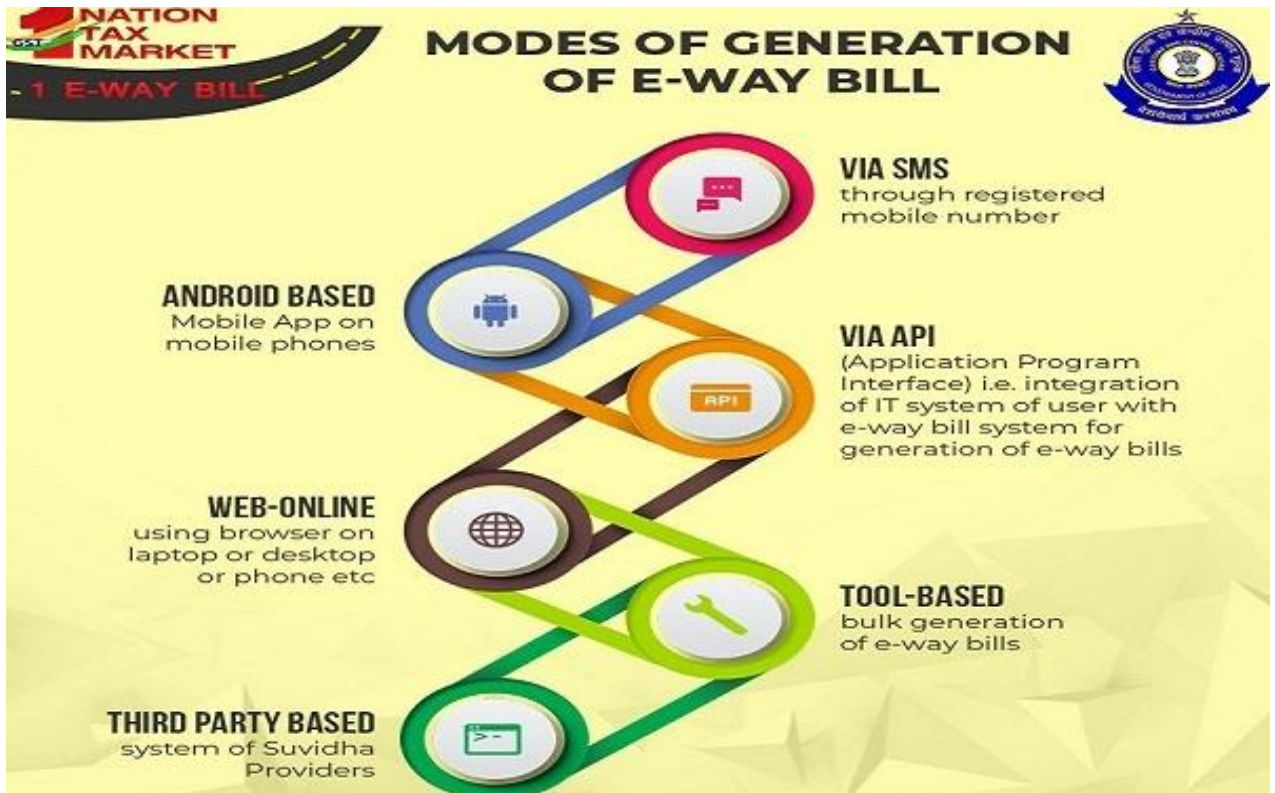 1 NATION
TAX
MARKET
GST
- 1 E-WAY BILL
MODES OF GENERATION
OF E-WAY BILL
VIA SMS
through registered
mobile number
ANDROID BASED
Mobile App on
mobile phones
VIA API
(Application Program
Interface) i.e. integration
of IT system of user with
e-way bill system for
generation of e-way bills
API
WEB-ONLINE
using browser on
laptop or desktop
or phone etc
TOOL-BASED
bulk generation
of e-way bills
THIRD PARTY BASED
system of Suvidha
Providers